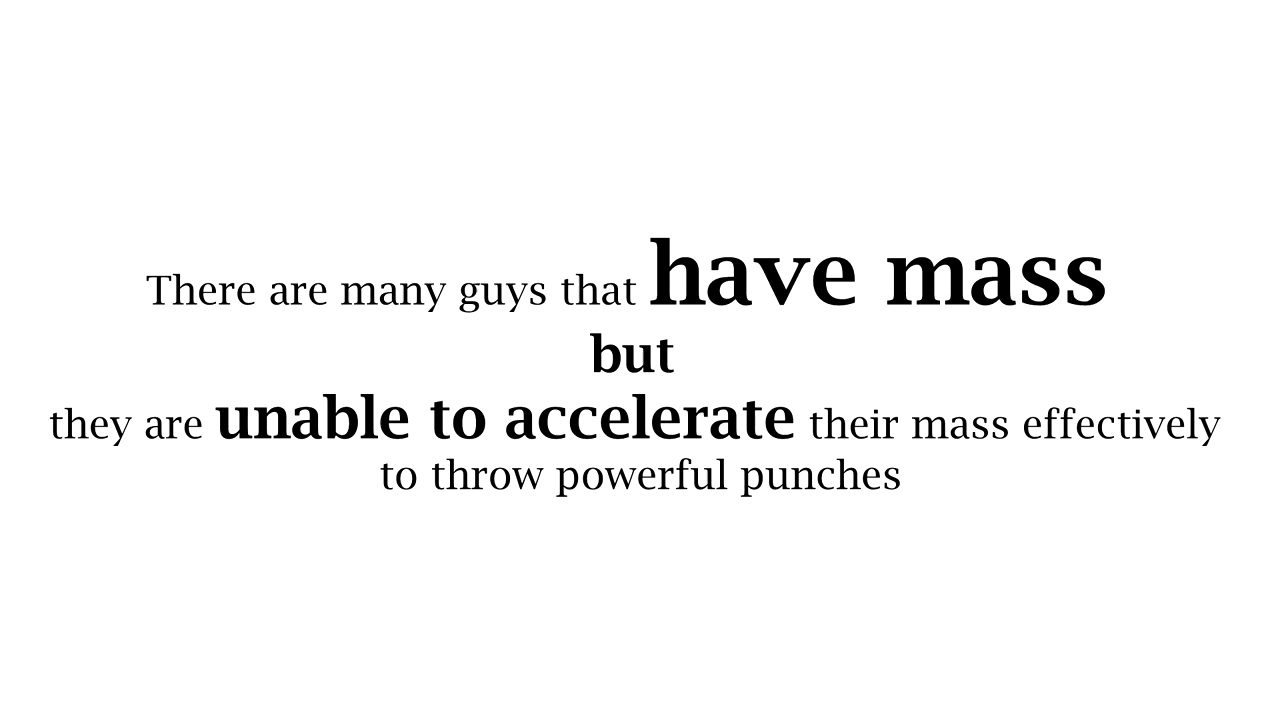 There are many guys that have mass
but
they are unable to accelerate their mass effectively
to throw powerful punches